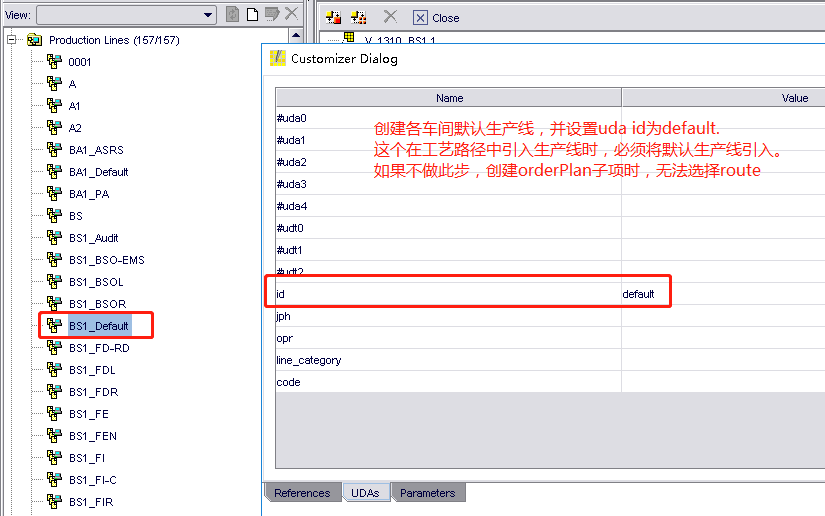 View:
Close
Production Lines (157/157)
0001
A
A1
A2
BA1_ASRS
BA1_Default
BA1_PA
BS
BS1_Audit
BS1_BSO-EMS
BS1_BSOL
BS1_BSOR
BS1_Default
BS1_FD-RD
BS1_FDL
BS1_FDR
BS1_FE
BS1_FEN
BS1_FI
BS1_FI-C
BS1_FIR
V_1310_BS1.1
Customizer Dialog
Name Value
#uda0
#uda1
#uda2
#uda3
#uda4
#udt0
#udt1
#udt2
id default
jph
opr
line_category
code
创建各车间默认生产线，并设置uda id为default.
这个在工艺路径中引入生产线时，必须将默认生产线引入。
如果不做此步，创建orderPlan子项时，无法选择route
References UDAs Parameters